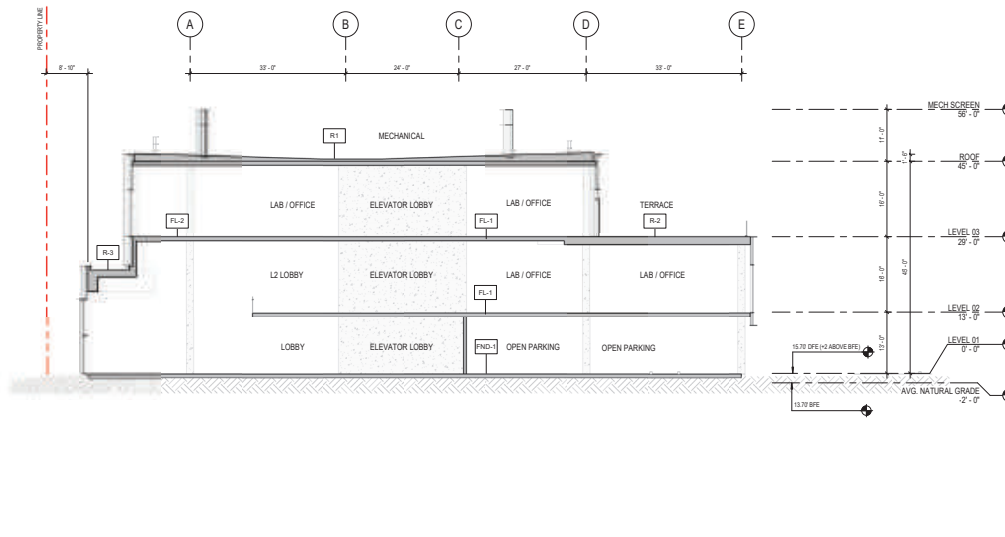 PROPERTY LINE
A
B
C
D
E
8' - 10"
33' - 0"
24' - 0"
27' - 0"
33' - 0"
MECH SCREEN
56' - 0"
11' - 0"
R1
MECHANICAL
1' - 6"
ROOF
45' - 0"
16' - 0"
LAB / OFFICE
ELEVATOR LOBBY
LAB / OFFICE
TERRACE
FL-2
FL-1
R-2
LEVEL 03
29' - 0"
R-3
L2 LOBBY
ELEVATOR LOBBY
LAB / OFFICE
LAB / OFFICE
16' - 0"
45' - 0"
FL-1
LEVEL 02
13' - 0"
LOBBY
ELEVATOR LOBBY
FND-1
OPEN PARKING
OPEN PARKING
13' - 0"
15.70' DFE (+2 ABOVE BFE)
LEVEL 01
0' - 0"
AVG. NATURAL GRADE
-2' - 0"
13.70' BFE